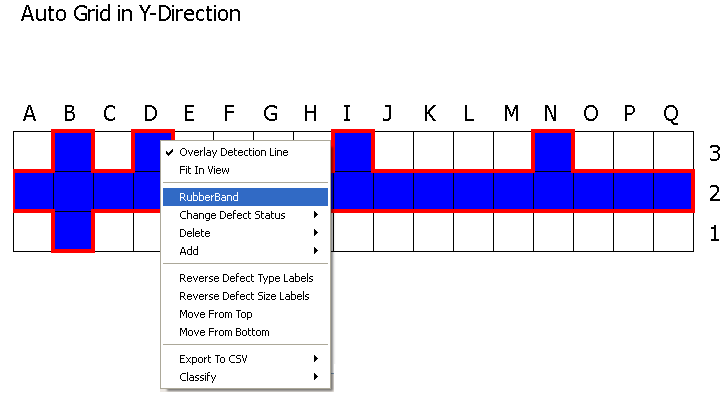 Auto Grid in Y-Direction
A B C D E F G H I J K L M N O P Q
3
Overlay Detection Line
Fit In View
2
RubberBand
Change Defect Status
Delete
1
Add
Reverse Defect Type Labels
Reverse Defect Size Labels
Move From Top
Move From Bottom
Export To CSV
Classify